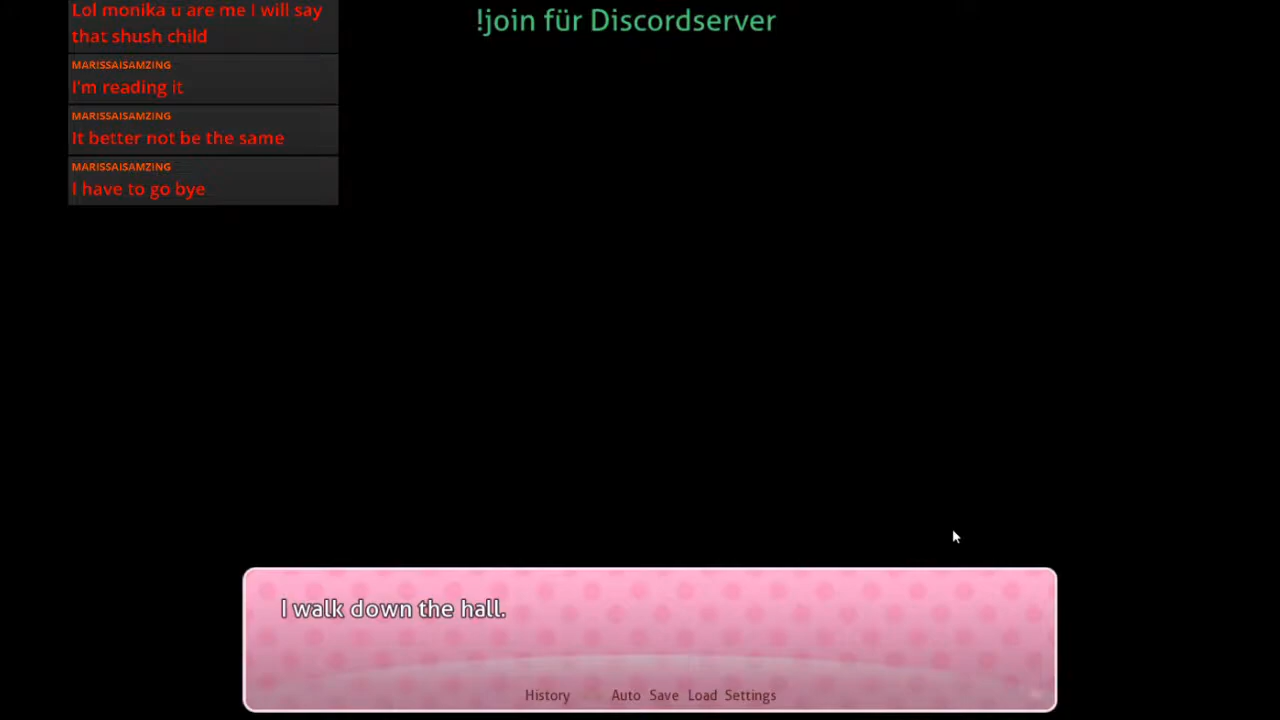 Lol monika u are me I will say
that shush child
MARISSAISAMZING
I'm reading it
MARISSAISAMZING
It better not be the same
MARISSAISAMZING
I have to go bye
!join für Discordserver
I walk down the hall.
History Auto Save Load Settings